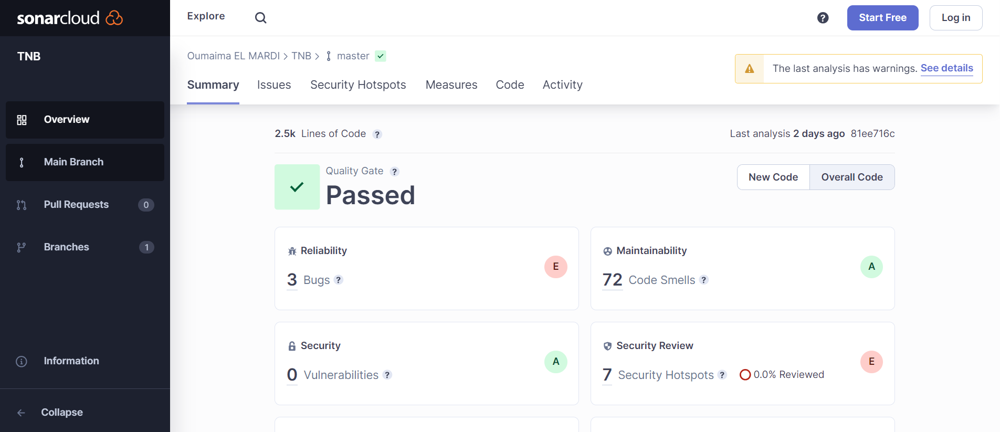 sonarcloud
Explore
?
Start Free
Log in
TNB
Oumaima EL MARDI > TNB > master
The last analysis has warnings. See details
Summary
Issues
Security Hotspots
Measures
Code
Activity
Overview
Main Branch
Pull Requests 0
Branches 1
Information
Collapse
2.5k Lines of Code ?
Last analysis 2 days ago 81ee716c
Quality Gate ?
Passed
New Code
Overall Code
Reliability
3 Bugs ?
E
Maintainability
72 Code Smells ?
A
Security
0 Vulnerabilities ?
A
Security Review
7 Security Hotspots ? 0.0% Reviewed
E